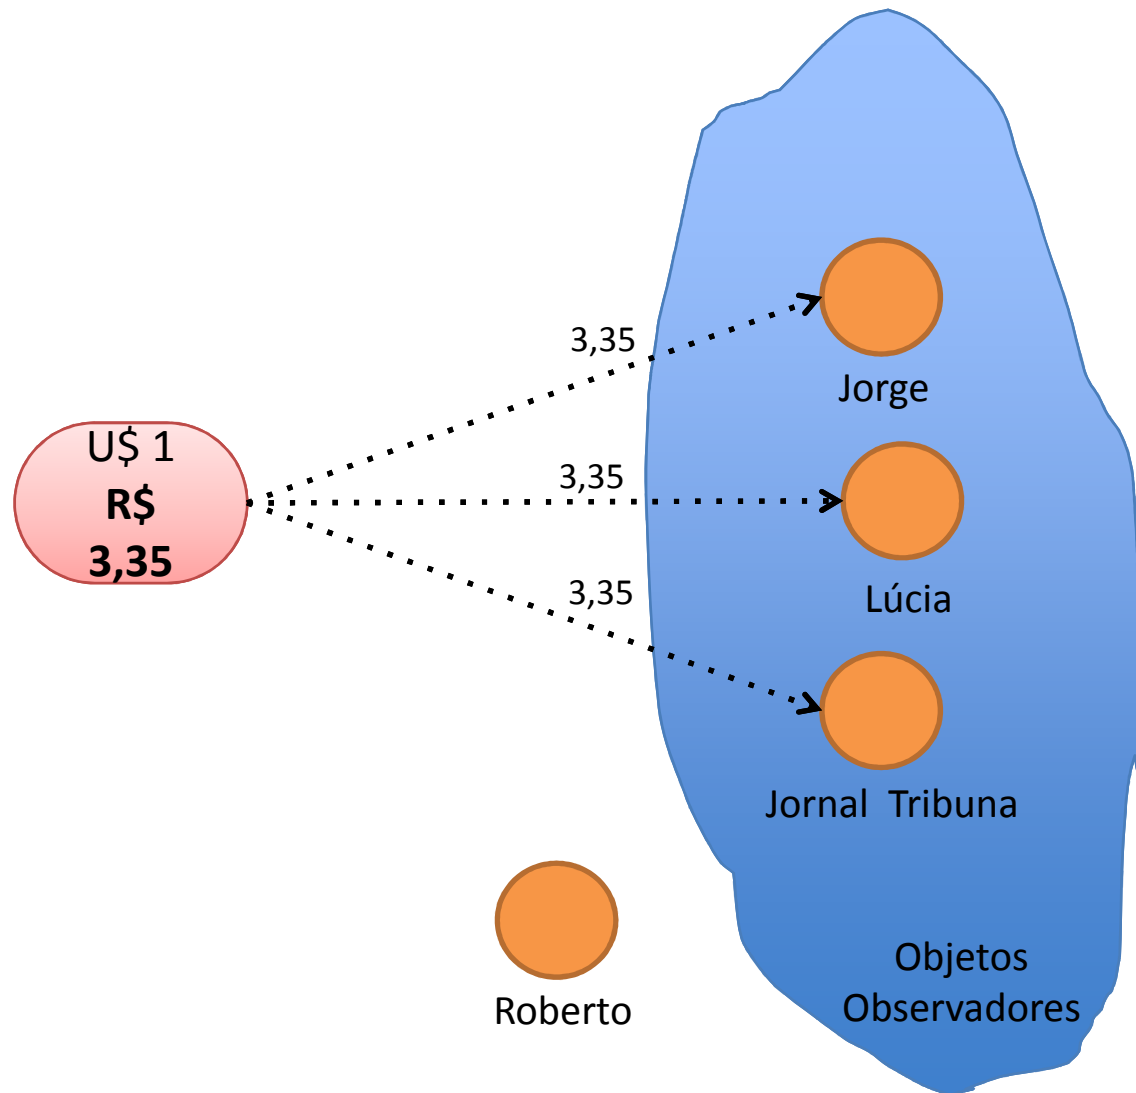 3,35
Jorge
U$ 1
R$
3,35
3,35
Lúcia
3,35
Jornal Tribuna
Roberto
Objetos
Observadores